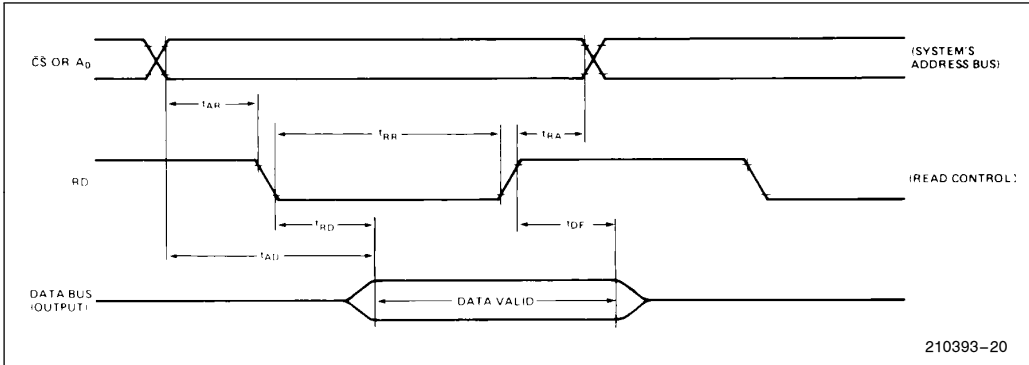 C̅S̅ OR A0
(SYSTEM'S
ADDRESS BUS)
tAR
tRR
tRA
RD
(READ CONTROL)
tRD
tDF
tAD
DATA BUS
(OUTPUT)
DATA VALID
210393–20